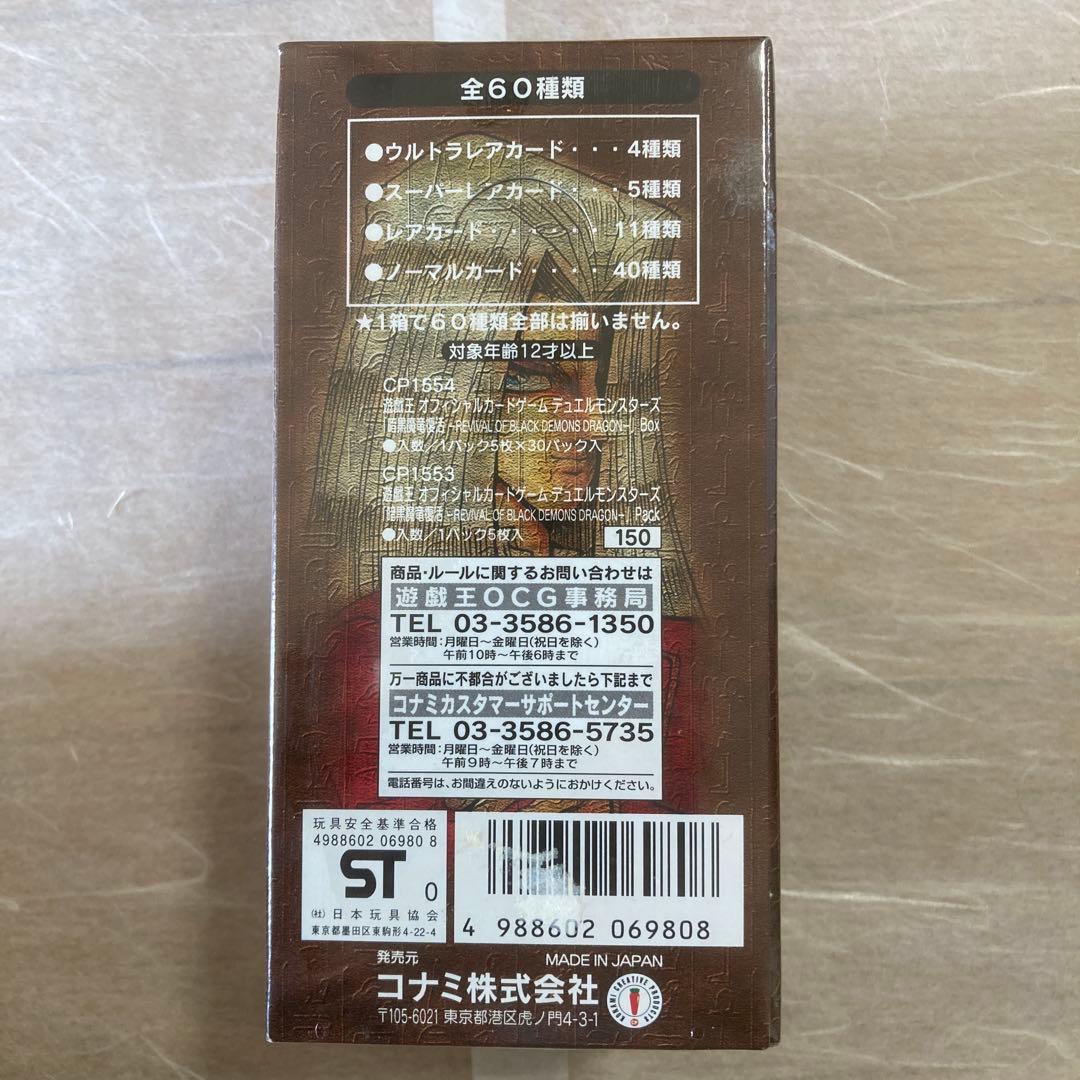 全６０種類
●ウルトラレアカード・・・4種類
●スーパーレアカード・・・5種類
●レアカード・・・・・・11種類
●ノーマルカード・・・・40種類
★１箱で６０種類全部は揃いません。
対象年齢12才以上
CP1554
遊戯王 オフィシャルカードゲーム デュエルモンスターズ
「暗黒魔竜復活 −REVIVAL OF BLACK DEMONS DRAGON−」Box
●入数／1パック5枚×30パック入
CP1553
遊戯王 オフィシャルカードゲーム デュエルモンスターズ
「暗黒魔竜復活 −REVIVAL OF BLACK DEMONS DRAGON−」Pack
●入数／1パック5枚入
150
商品・ルールに関するお問い合わせは
遊戯王OCG事務局
TEL 03-3586-1350
営業時間：月曜日〜金曜日(祝日を除く)
午前10時〜午後6時まで
万一商品に不都合がございましたら下記まで
コナミカスタマーサポートセンター
TEL 03-3586-5735
営業時間：月曜日〜金曜日(祝日を除く)
午前9時〜午後7時まで
電話番号は、お間違えのないようにおかけください。
玩具安全基準合格
4988602 06980 8
ST 0
(社)日本玩具協会
東京都墨田区東駒形4-22-4
4 988602 069808
発売元
MADE IN JAPAN
コナミ株式会社
〒105-6021 東京都港区虎ノ門4-3-1
KONAMI CREATIVE PRODUCTS